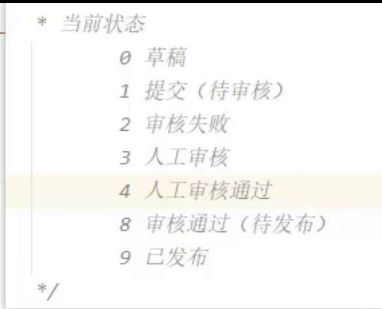 * 当前状态
0 草稿
1 提交（待审核）
2 审核失败
3 人工审核
4 人工审核通过
8 审核通过（待发布）
9 已发布
*/